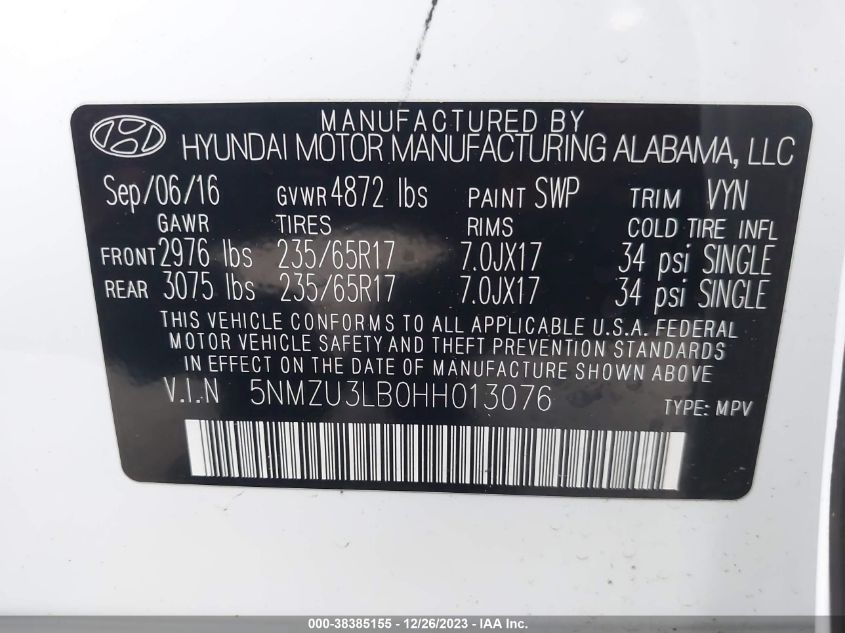 MANUFACTURED BY
HYUNDAI MOTOR MANUFACTURING ALABAMA, LLC
Sep/06/16 GVWR 4872 lbs PAINT SWP TRIM VYN
GAWR TIRES RIMS COLD TIRE INFL
FRONT 2976 lbs 235/65R17 7.0JX17 34 psi SINGLE
REAR 3075 lbs 235/65R17 7.0JX17 34 psi SINGLE
THIS VEHICLE CONFORMS TO ALL APPLICABLE U.S.A. FEDERAL
MOTOR VEHICLE SAFETY AND THEFT PREVENTION STANDARDS
IN EFFECT ON THE DATE OF MANUFACTURE SHOWN ABOVE.
V.I.N 5NMZU3LB0HH013076 TYPE: MPV
000-38385155 - 12/26/2023 - IAA Inc.